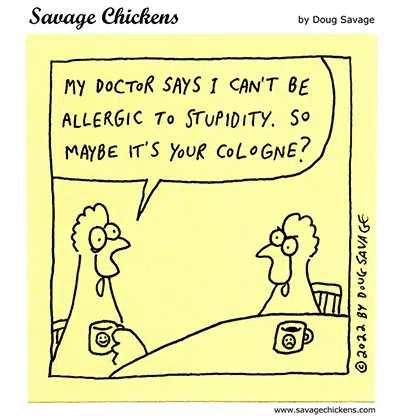 Savage Chickens
by Doug Savage
MY DOCTOR SAYS I CAN'T BE
ALLERGIC TO STUPIDITY. SO
MAYBE IT'S YOUR COLOGNE?
© 2022 BY DOUG SAVAGE
www.savagechickens.com